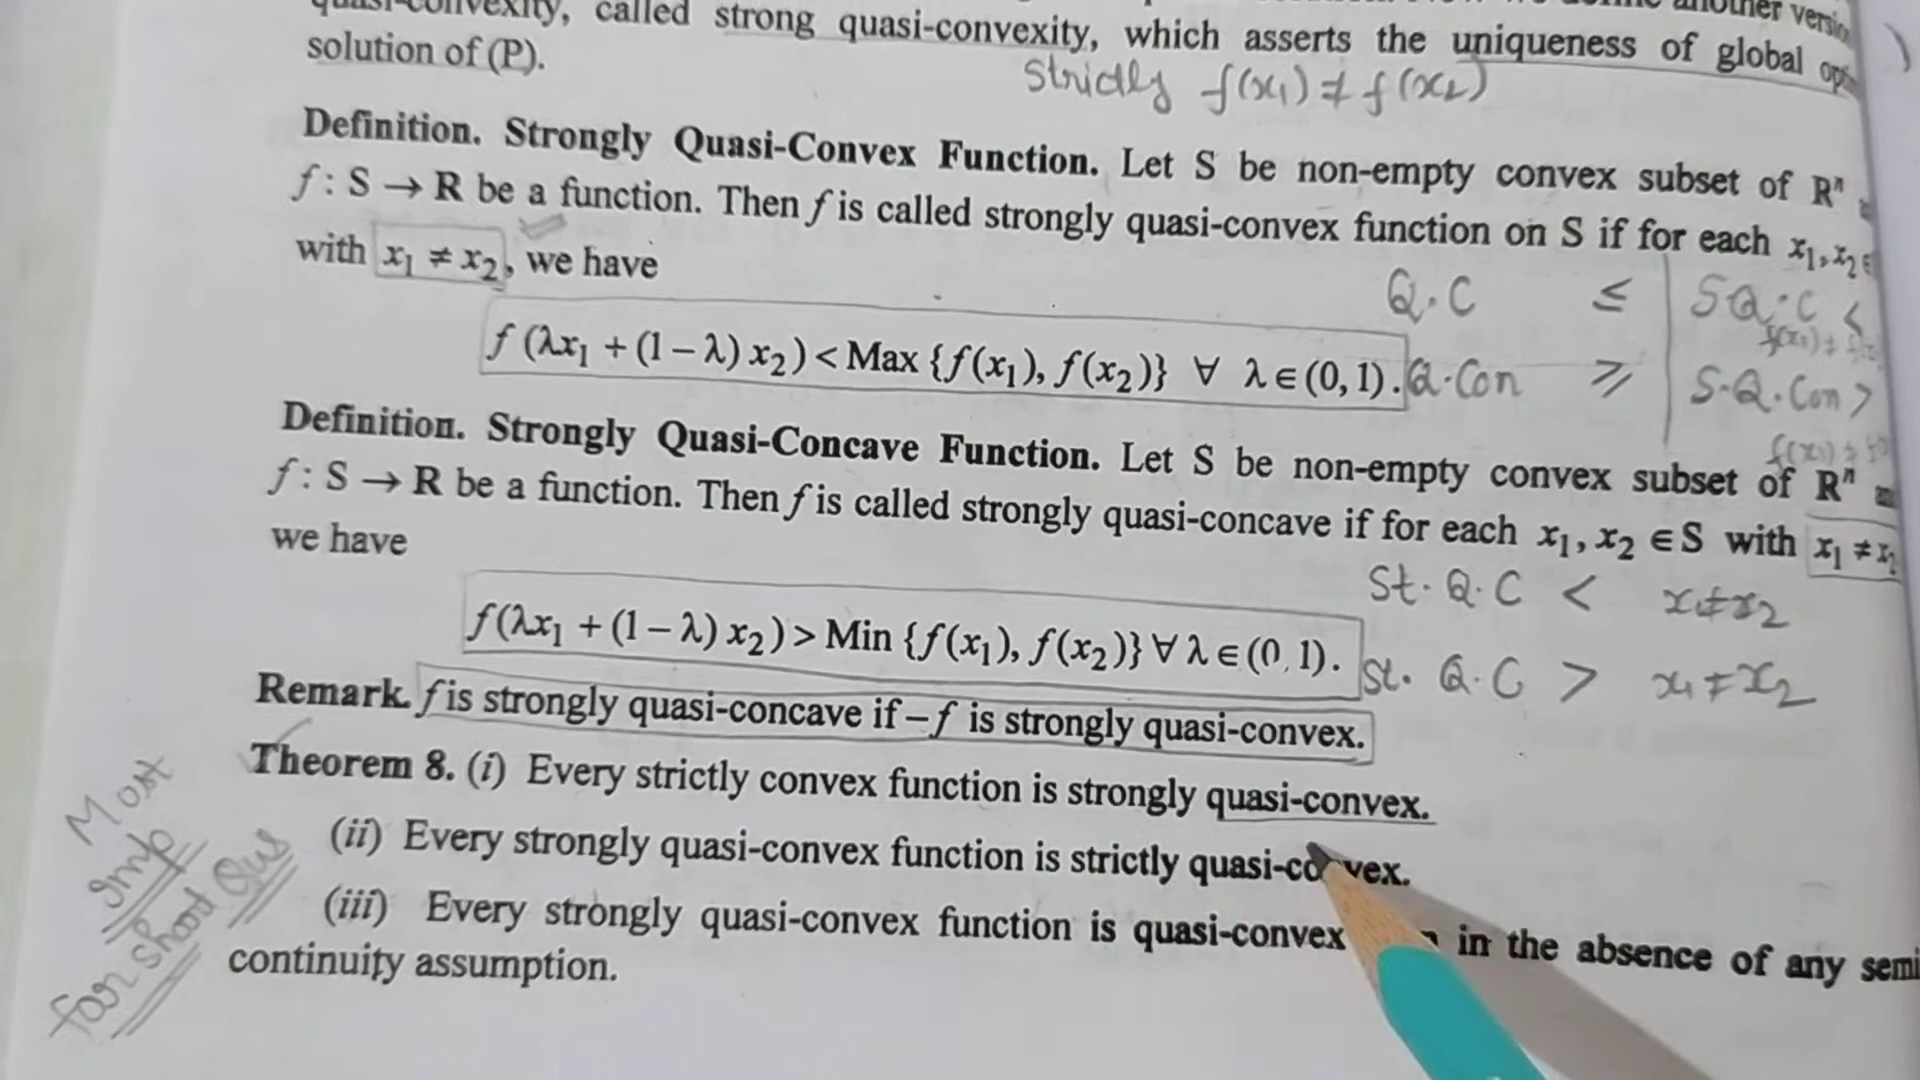 quasi-convexity, called strong quasi-convexity, which asserts the uniqueness of global
solution of (P).
Strictly f(x₁) ≠ f(x₂)
Definition. Strongly Quasi-Convex Function. Let S be non-empty convex subset of Rⁿ
f : S → R be a function. Then f is called strongly quasi-convex function on S if for each x₁, x₂ ∈
with x₁ ≠ x₂, we have
Q.C ≤ SQ.C <
f (λx₁ + (1 – λ) x₂) < Max {f(x₁), f(x₂)} ∀ λ ∈ (0, 1).
Q.Con ≥ S.Q.Con >
Definition. Strongly Quasi-Concave Function. Let S be non-empty convex subset of Rⁿ
f : S → R be a function. Then f is called strongly quasi-concave if for each x₁, x₂ ∈ S with x₁ ≠ x₂
we have
St. Q.C < x₁ ≠ x₂
f(λx₁ + (1 – λ) x₂) > Min {f(x₁), f(x₂)} ∀ λ ∈ (0, 1).
St. Q.C > x₁ ≠ x₂
Remark. f is strongly quasi-concave if – f is strongly quasi-convex.
Theorem 8. (i) Every strictly convex function is strongly quasi-convex.
(ii) Every strongly quasi-convex function is strictly quasi-convex.
(iii) Every strongly quasi-convex function is quasi-convex in the absence of any semi
continuity assumption.
Most
Imp
for short Qus